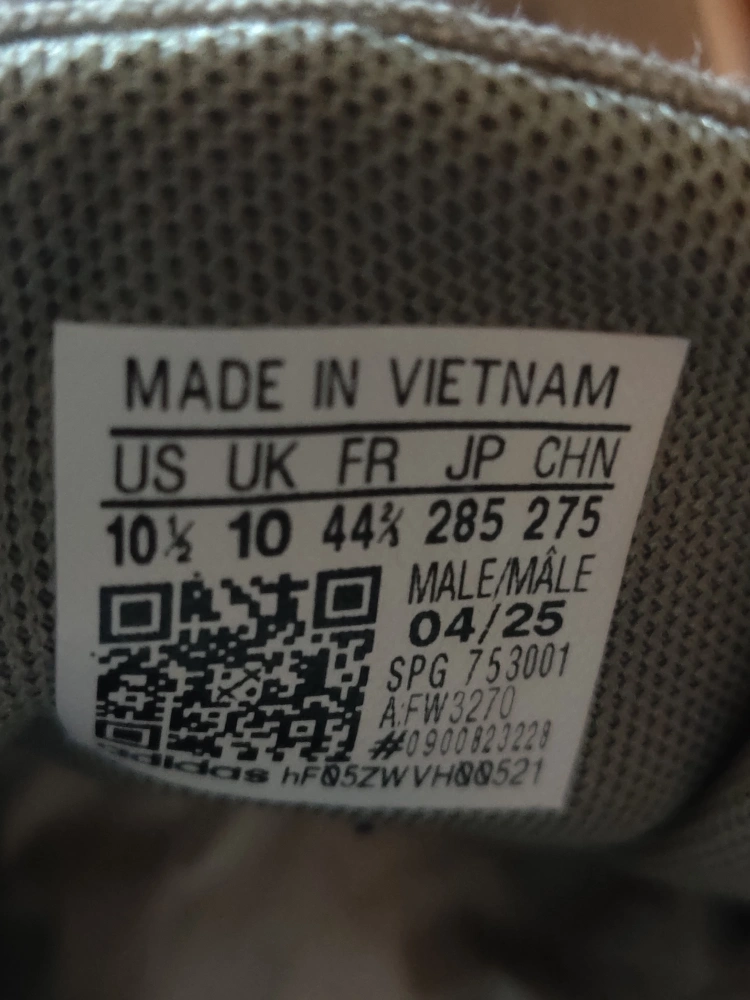 MADE IN VIETNAM
US UK FR JP CHN
10½ 10 44⅔ 285 275
MALE/MÂLE
04/25
SPG 753001
A:FW3270
#0900823228
adidas hF05ZWVH00521